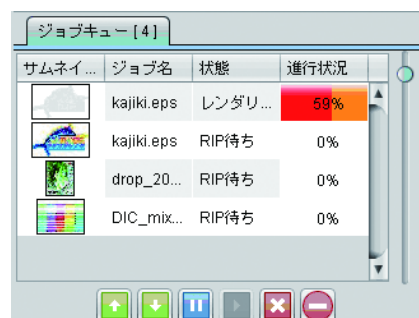 ジョブキュー [4]
サムネイ... ジョブ名 状態 進行状況
kajiki.eps レンダリ... 59%
kajiki.eps RIP待ち 0%
drop_20... RIP待ち 0%
DIC_mix... RIP待ち 0%